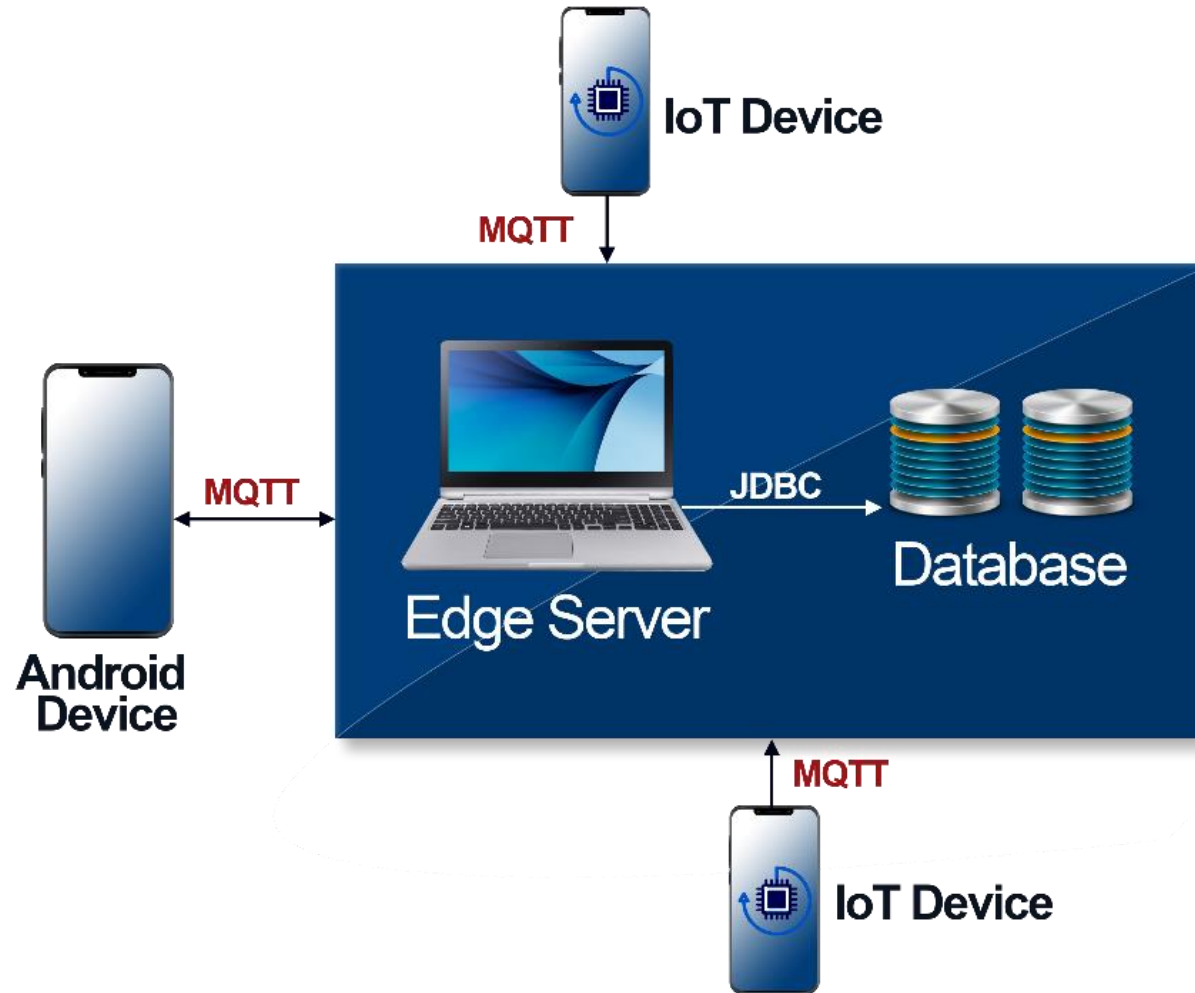 IoT Device
MQTT
MQTT
JDBC
Database
Edge Server
Android
Device
MQTT
IoT Device